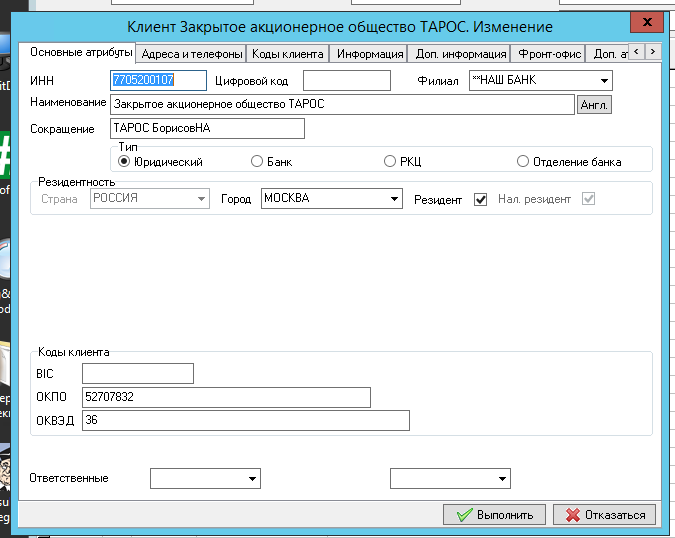 Клиент Закрытое акционерное общество ТАРОС. Изменение
Основные атрибуты Адреса и телефоны Коды клиента Информация Доп. информация Фронт-офис Доп. ат
ИНН 7705200107 Цифровой код Филиал **НАШ БАНК
Наименование Закрытое акционерное общество ТАРОС Англ.
Сокращение ТАРОС БорисовНА
Тип
Юридический Банк РКЦ Отделение банка
Резидентность
Страна РОССИЯ Город МОСКВА Резидент Нал. резидент
Коды клиента
BIC
ОКПО 52707832
ОКВЭД 36
Ответственные
Выполнить Отказаться